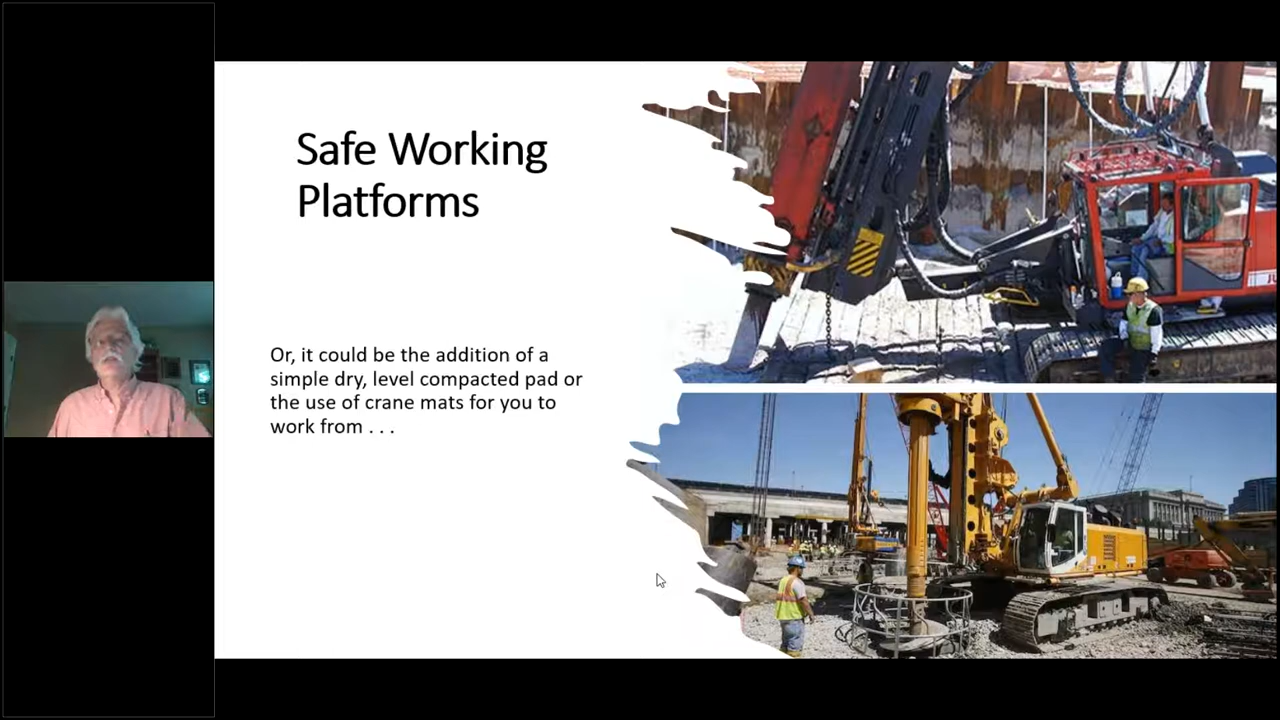 Safe Working
Platforms
Or, it could be the addition of a
simple dry, level compacted pad or
the use of crane mats for you to
work from . . .